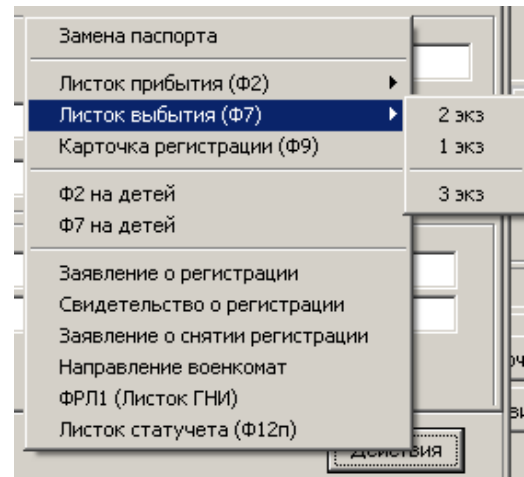 Замена паспорта
Листок прибытия (Ф2)
Листок выбытия (Ф7)
2 экз
Карточка регистрации (Ф9)
1 экз
Ф2 на детей
3 экз
Ф7 на детей
Заявление о регистрации
Свидетельство о регистрации
Заявление о снятии регистрации
Направление военкомат
ФРЛ1 (Листок ГНИ)
Листок статучета (Ф12п)
Действия